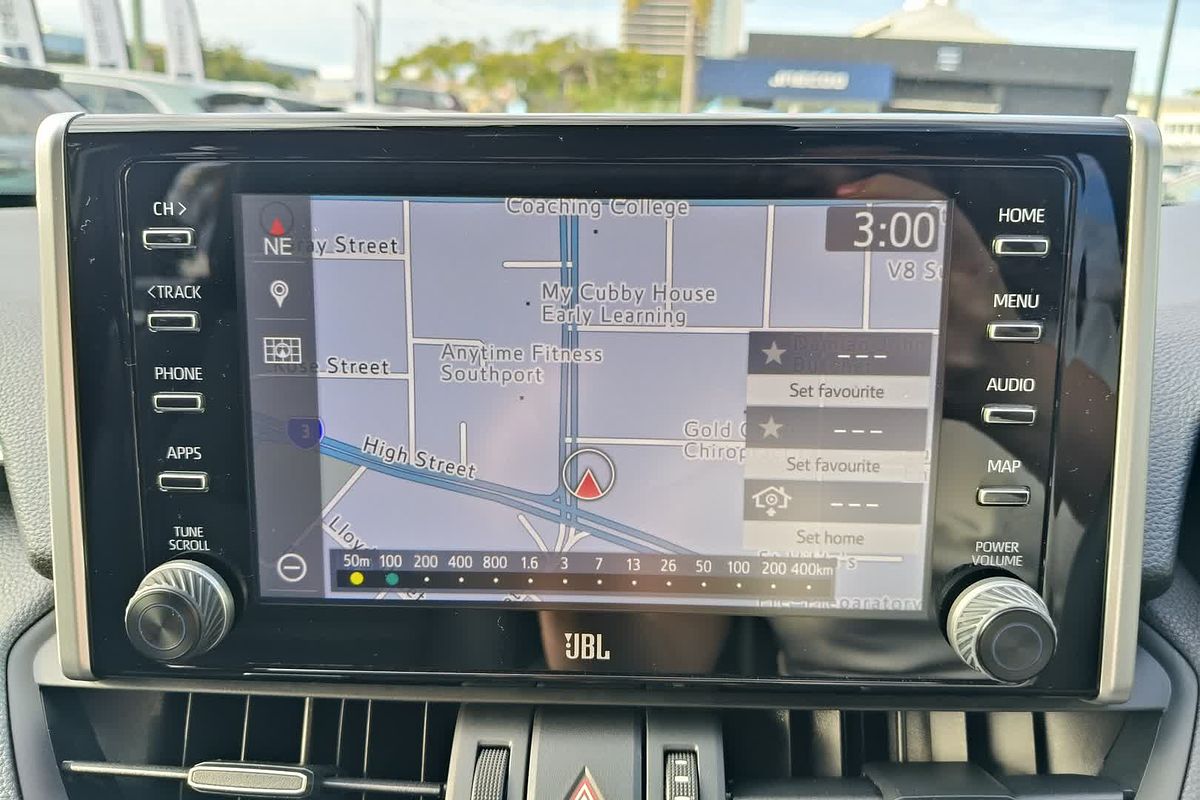 CH>
<TRACK
PHONE
APPS
TUNE
SCROLL
NE
Street
Street
3
High Street
Coaching College
My Cubby House
Early Learning
Anytime Fitness
Southport
Gold
3:00
V8
---
Set favourite
---
Set favourite
---
Set home
50m 100 200 400 800 1.6 3 7 13 26 50 100 200 400km
JBL
HOME
MENU
AUDIO
MAP
POWER
VOLUME